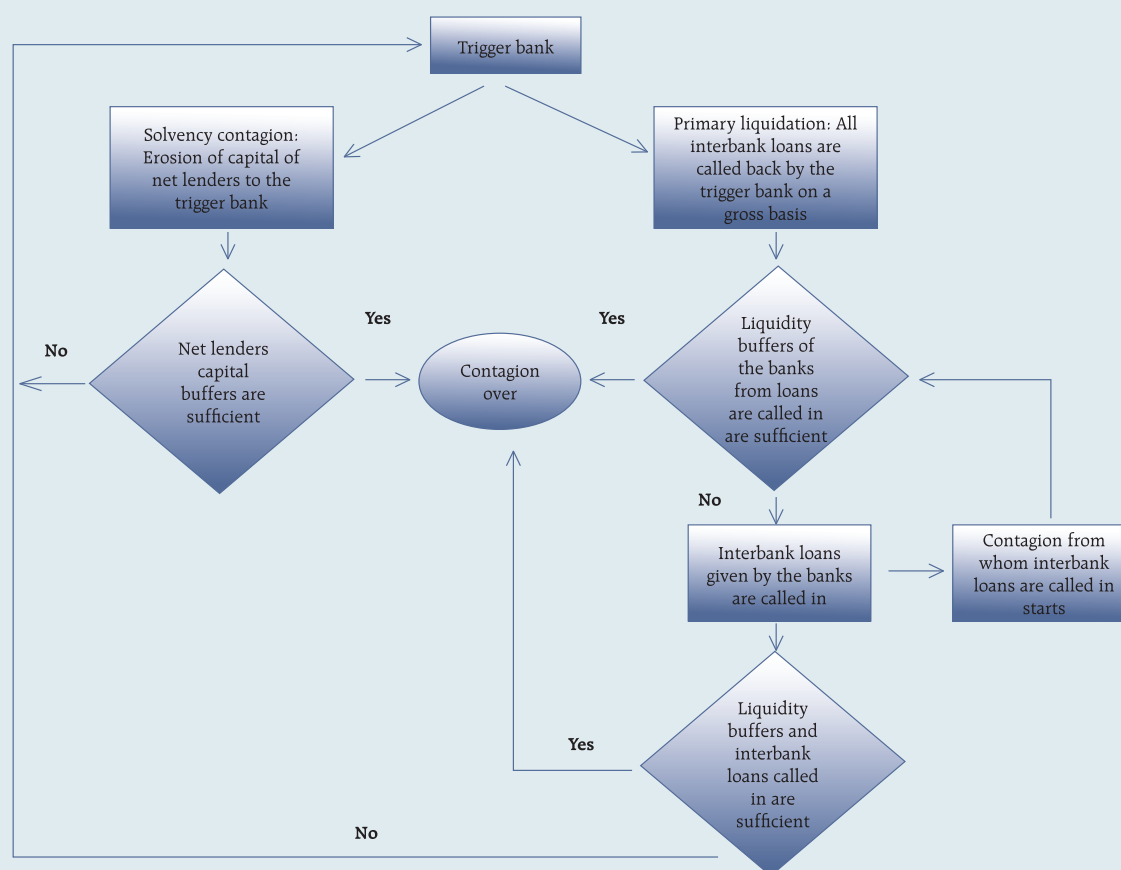 Trigger bank
Solvency contagion:
Erosion of capital of
net lenders to the
trigger bank
Primary liquidation: All
interbank loans are
called back by the
trigger bank on a
gross basis
No
Net lenders
capital
buffers are
sufficient
Yes
Contagion
over
Yes
Liquidity
buffers of
the banks
from loans
are called in
are sufficient
No
Interbank loans
given by the banks
are called in
Contagion from
whom interbank
loans are called in
starts
Yes
Liquidity
buffers and
interbank
loans called
in are
sufficient
No